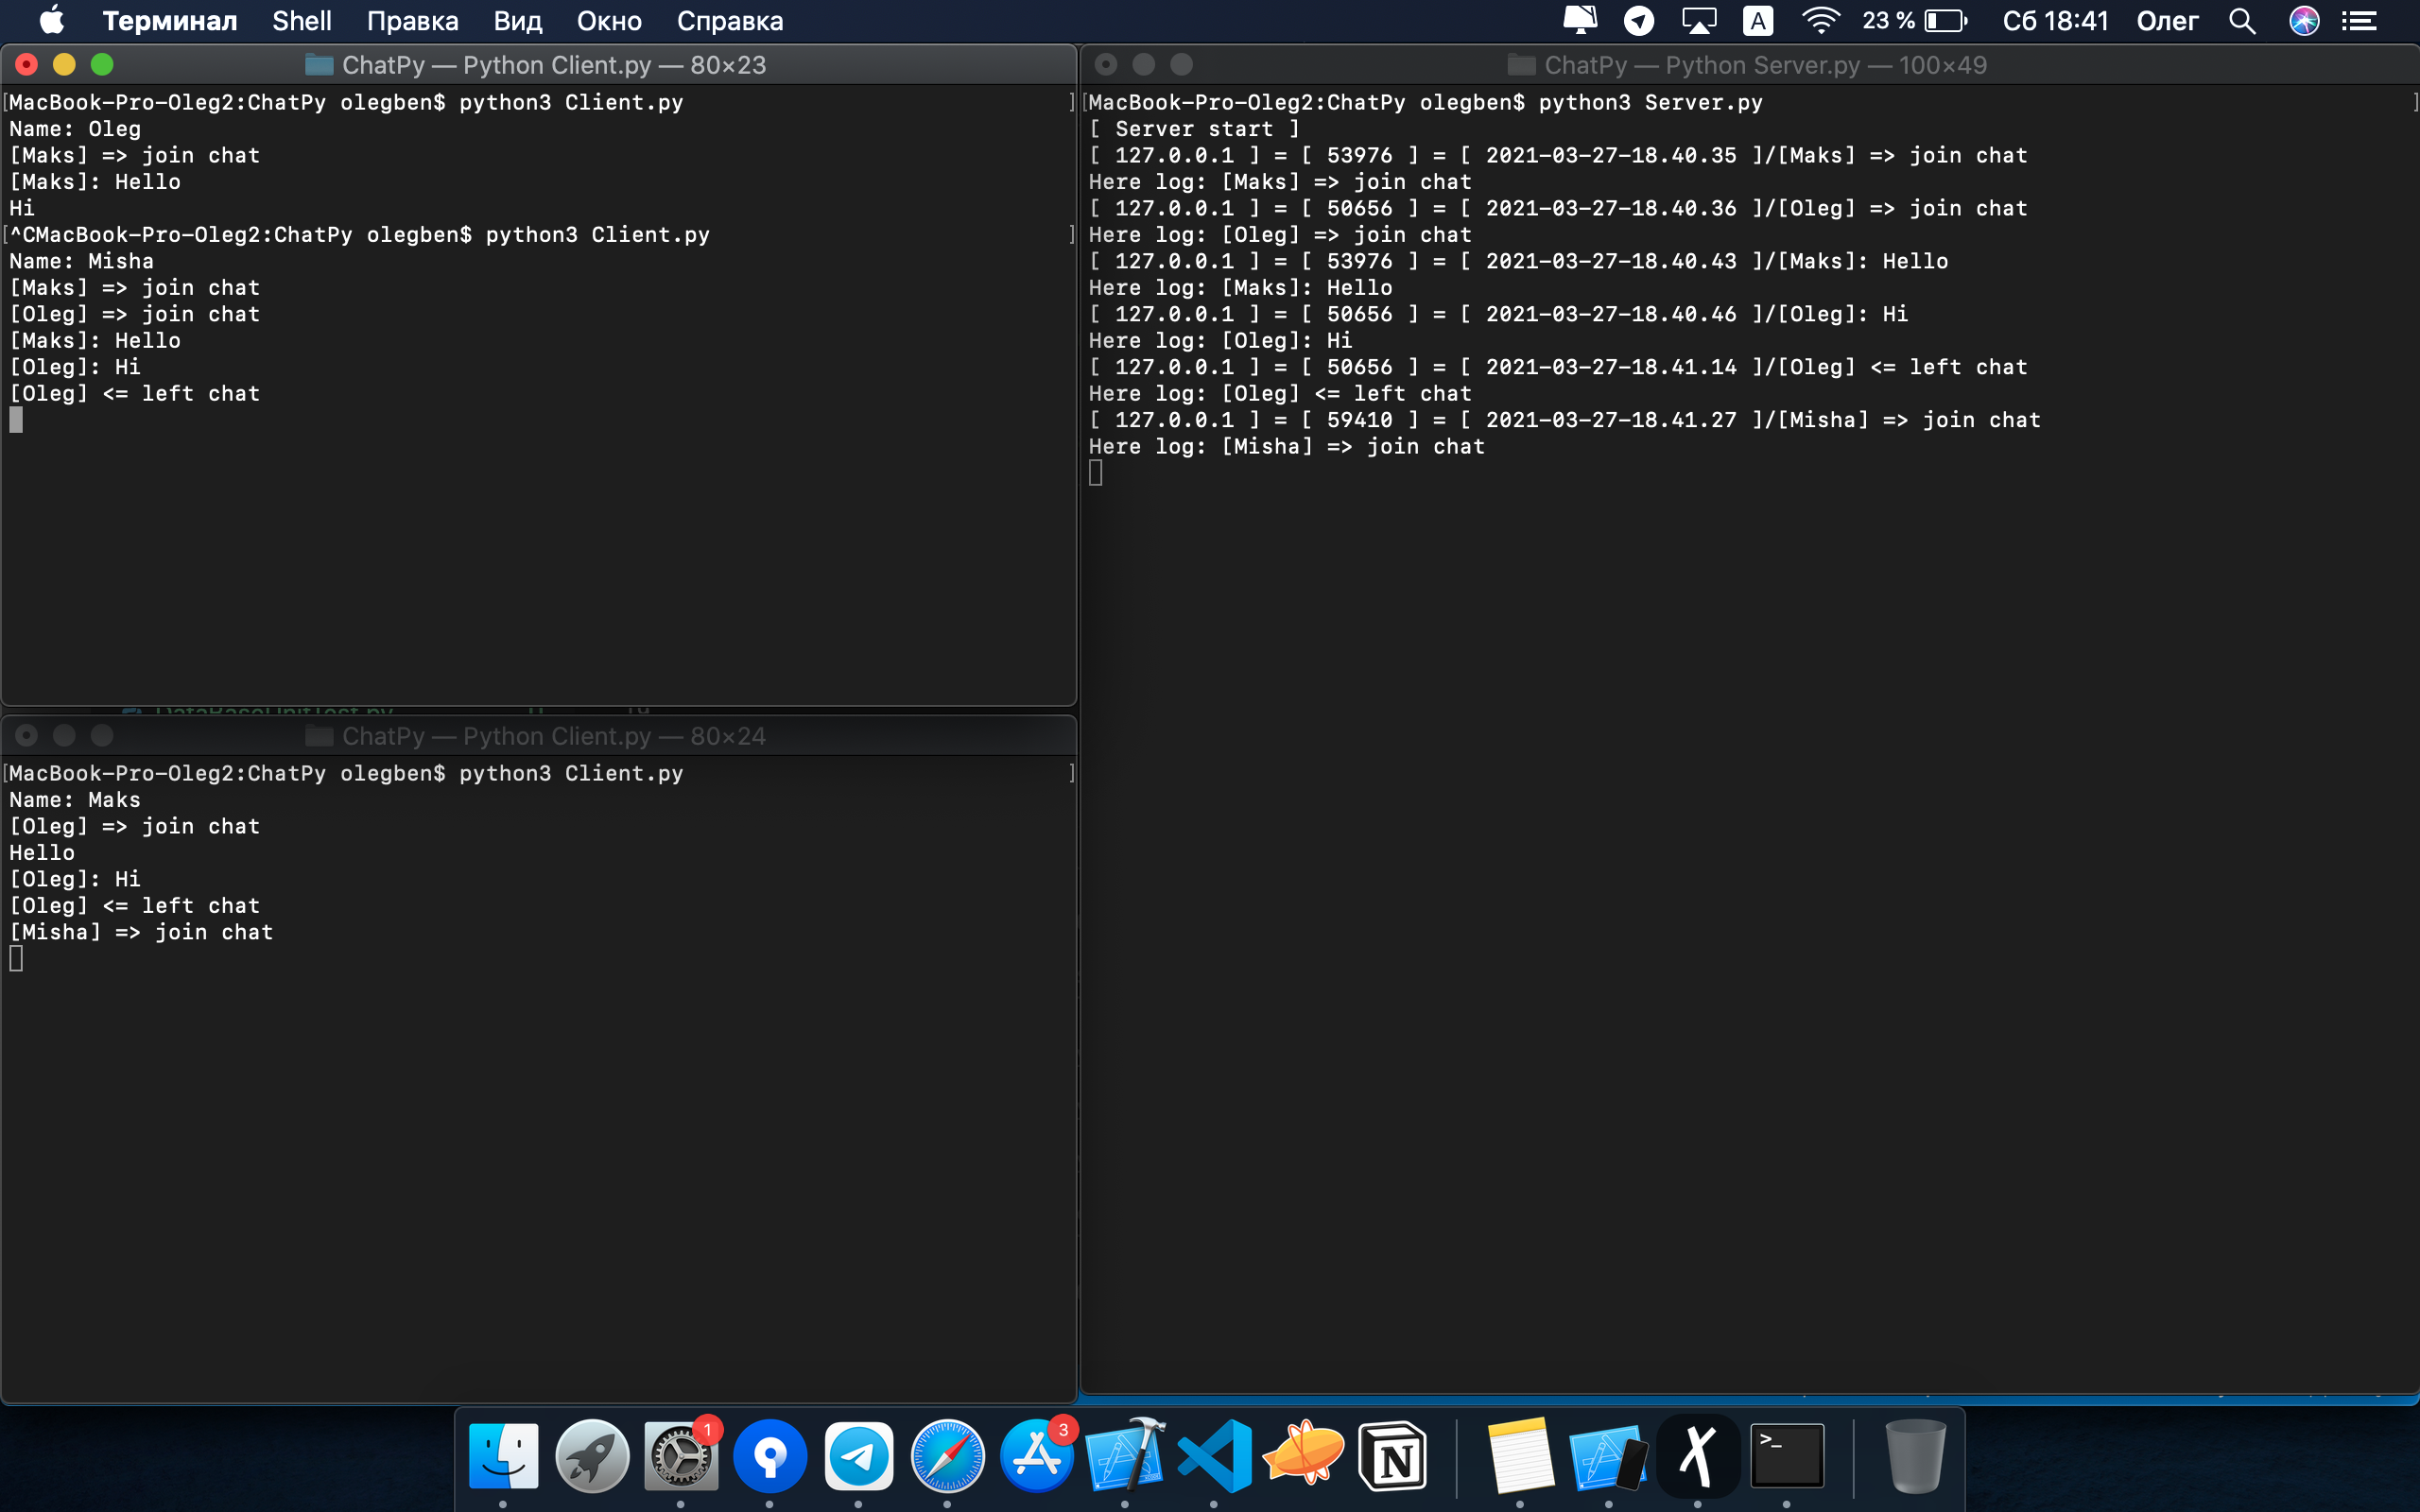 Терминал Shell Правка Вид Окно Справка A 23 % Сб 18:41 Олег
ChatPy — Python Client.py — 80×23
[MacBook-Pro-Oleg2:ChatPy olegben$ python3 Client.py ]
Name: Oleg
[Maks] => join chat
[Maks]: Hello
Hi
[^CMacBook-Pro-Oleg2:ChatPy olegben$ python3 Client.py ]
Name: Misha
[Maks] => join chat
[Oleg] => join chat
[Maks]: Hello
[Oleg]: Hi
[Oleg] <= left chat
DataBaseUnitTest.py
ChatPy — Python Client.py — 80×24
[MacBook-Pro-Oleg2:ChatPy olegben$ python3 Client.py ]
Name: Maks
[Oleg] => join chat
Hello
[Oleg]: Hi
[Oleg] <= left chat
[Misha] => join chat
ChatPy — Python Server.py — 100×49
[MacBook-Pro-Oleg2:ChatPy olegben$ python3 Server.py ]
[ Server start ]
[ 127.0.0.1 ] = [ 53976 ] = [ 2021-03-27-18.40.35 ]/[Maks] => join chat
Here log: [Maks] => join chat
[ 127.0.0.1 ] = [ 50656 ] = [ 2021-03-27-18.40.36 ]/[Oleg] => join chat
Here log: [Oleg] => join chat
[ 127.0.0.1 ] = [ 53976 ] = [ 2021-03-27-18.40.43 ]/[Maks]: Hello
Here log: [Maks]: Hello
[ 127.0.0.1 ] = [ 50656 ] = [ 2021-03-27-18.40.46 ]/[Oleg]: Hi
Here log: [Oleg]: Hi
[ 127.0.0.1 ] = [ 50656 ] = [ 2021-03-27-18.41.14 ]/[Oleg] <= left chat
Here log: [Oleg] <= left chat
[ 127.0.0.1 ] = [ 59410 ] = [ 2021-03-27-18.41.27 ]/[Misha] => join chat
Here log: [Misha] => join chat
1 3 N X >_